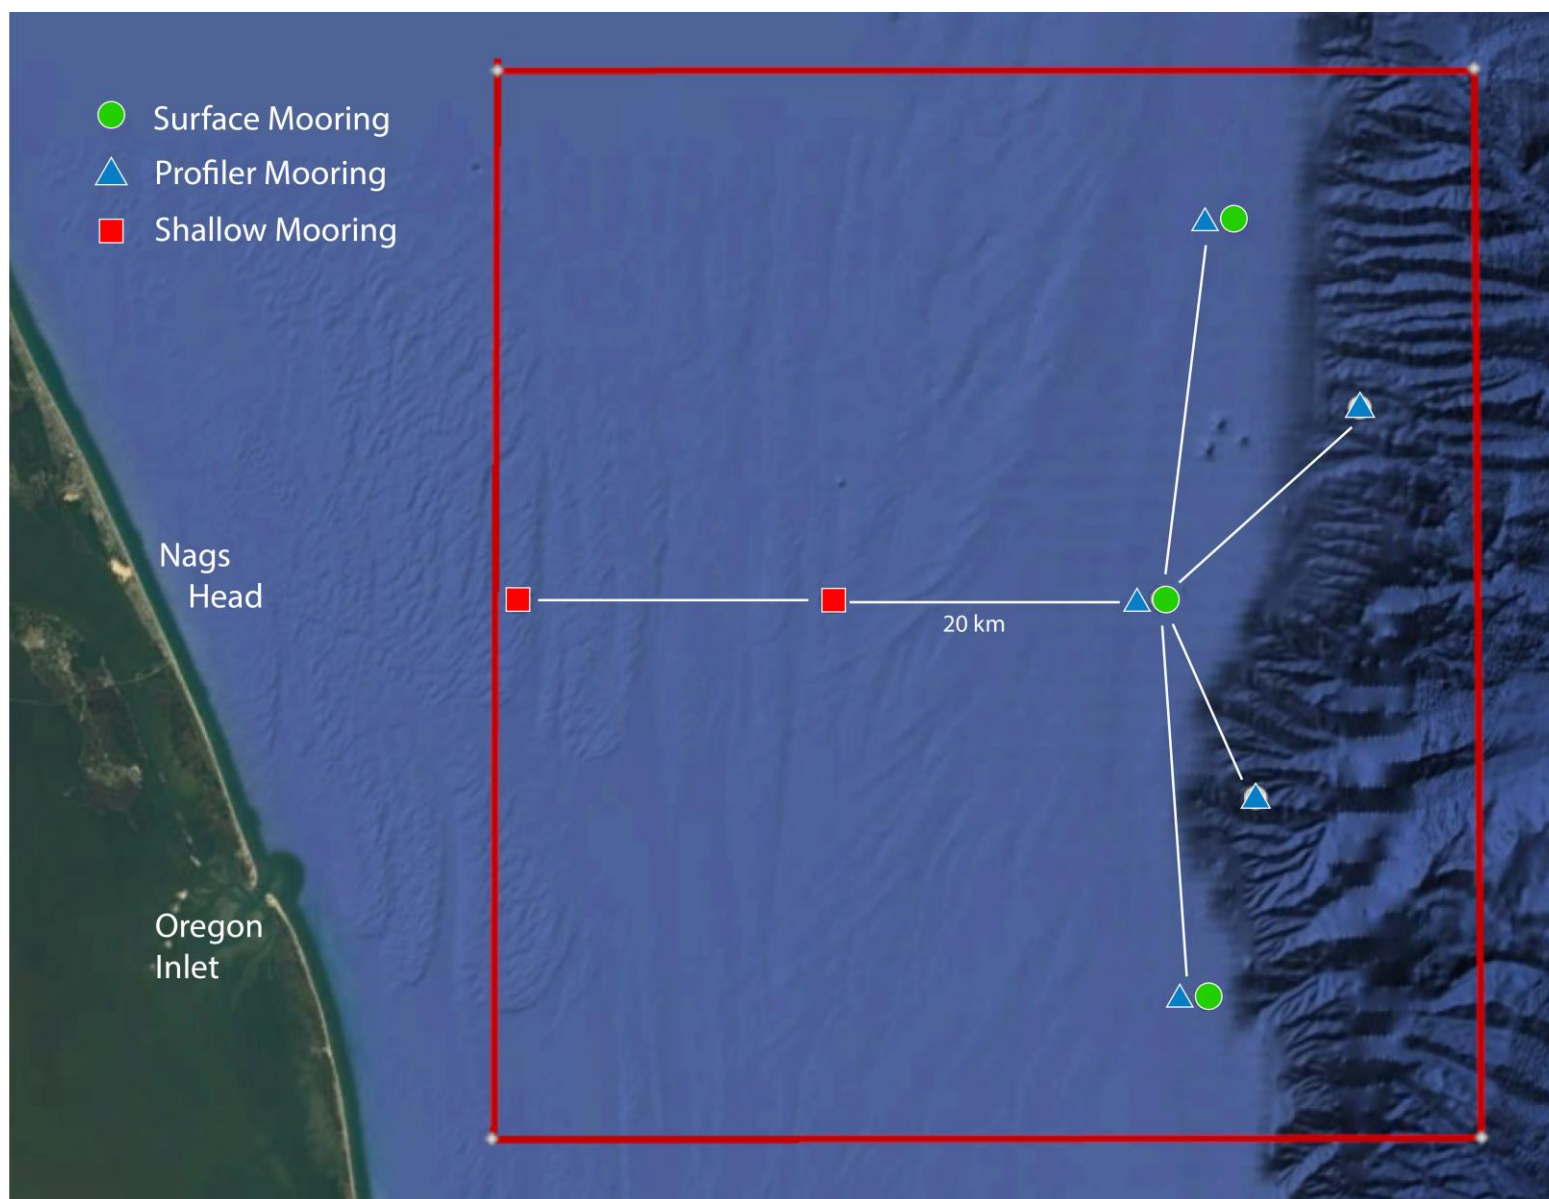 Surface Mooring
Profiler Mooring
Shallow Mooring
Nags
Head
20 km
Oregon
Inlet